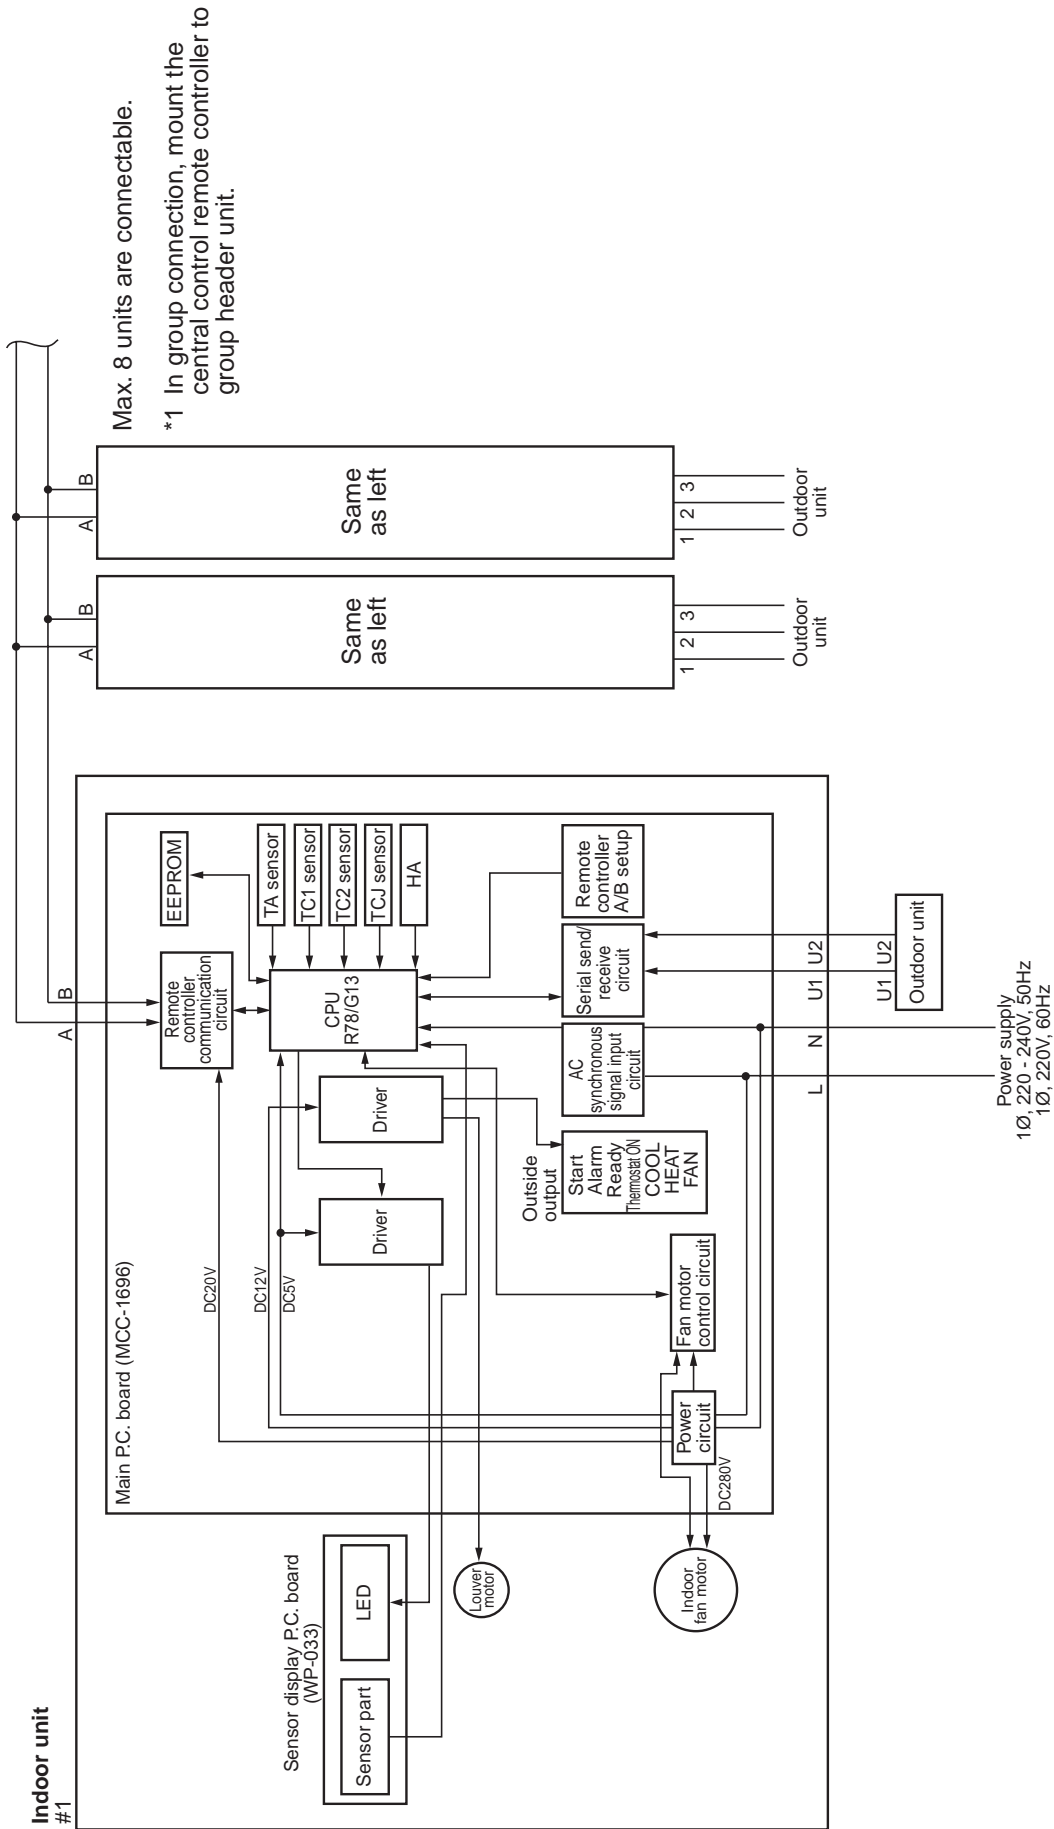 Indoor unit
#1
Main P.C. board (MCC-1696)
Sensor display P.C. board
(WP-033)
Sensor part
LED
Louver
motor
Indoor
fan motor
DC280V
Power
circuit
Fan motor
control circuit
DC20V
DC12V
DC5V
Driver
Driver
Outside
output
Start
Alarm
Ready
Thermostat ON
COOL
HEAT
FAN
Remote
controller
communication
circuit
CPU
R78/G13
AC
synchronous
signal input
circuit
Serial send/
receive
circuit
Remote
controller
A/B setup
EEPROM
TA sensor
TC1 sensor
TC2 sensor
TCJ sensor
HA
A B
L N U1 U2
U1 U2
Outdoor unit
Power supply
1Ø, 220 - 240V, 50Hz
1Ø, 220V, 60Hz
A B
Same
as left
1 2 3
Outdoor
unit
A B
Same
as left
1 2 3
Outdoor
unit
Max. 8 units are connectable.
*1 In group connection, mount the
central control remote controller to
group header unit.